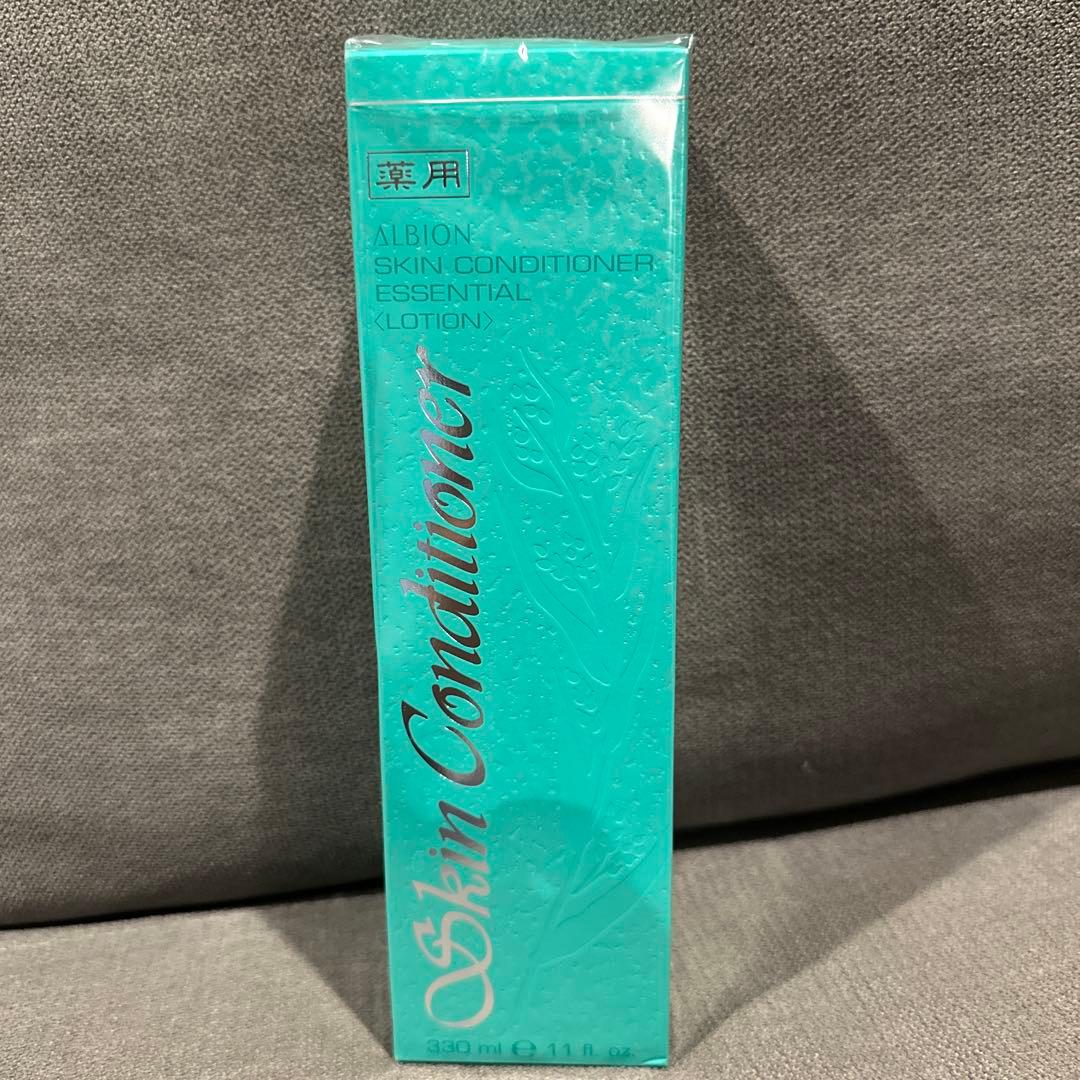 薬用
ALBION
SKIN CONDITIONER
ESSENTIAL
〈LOTION〉
Skin Conditioner
330 ml ℮ 11 fl. oz.